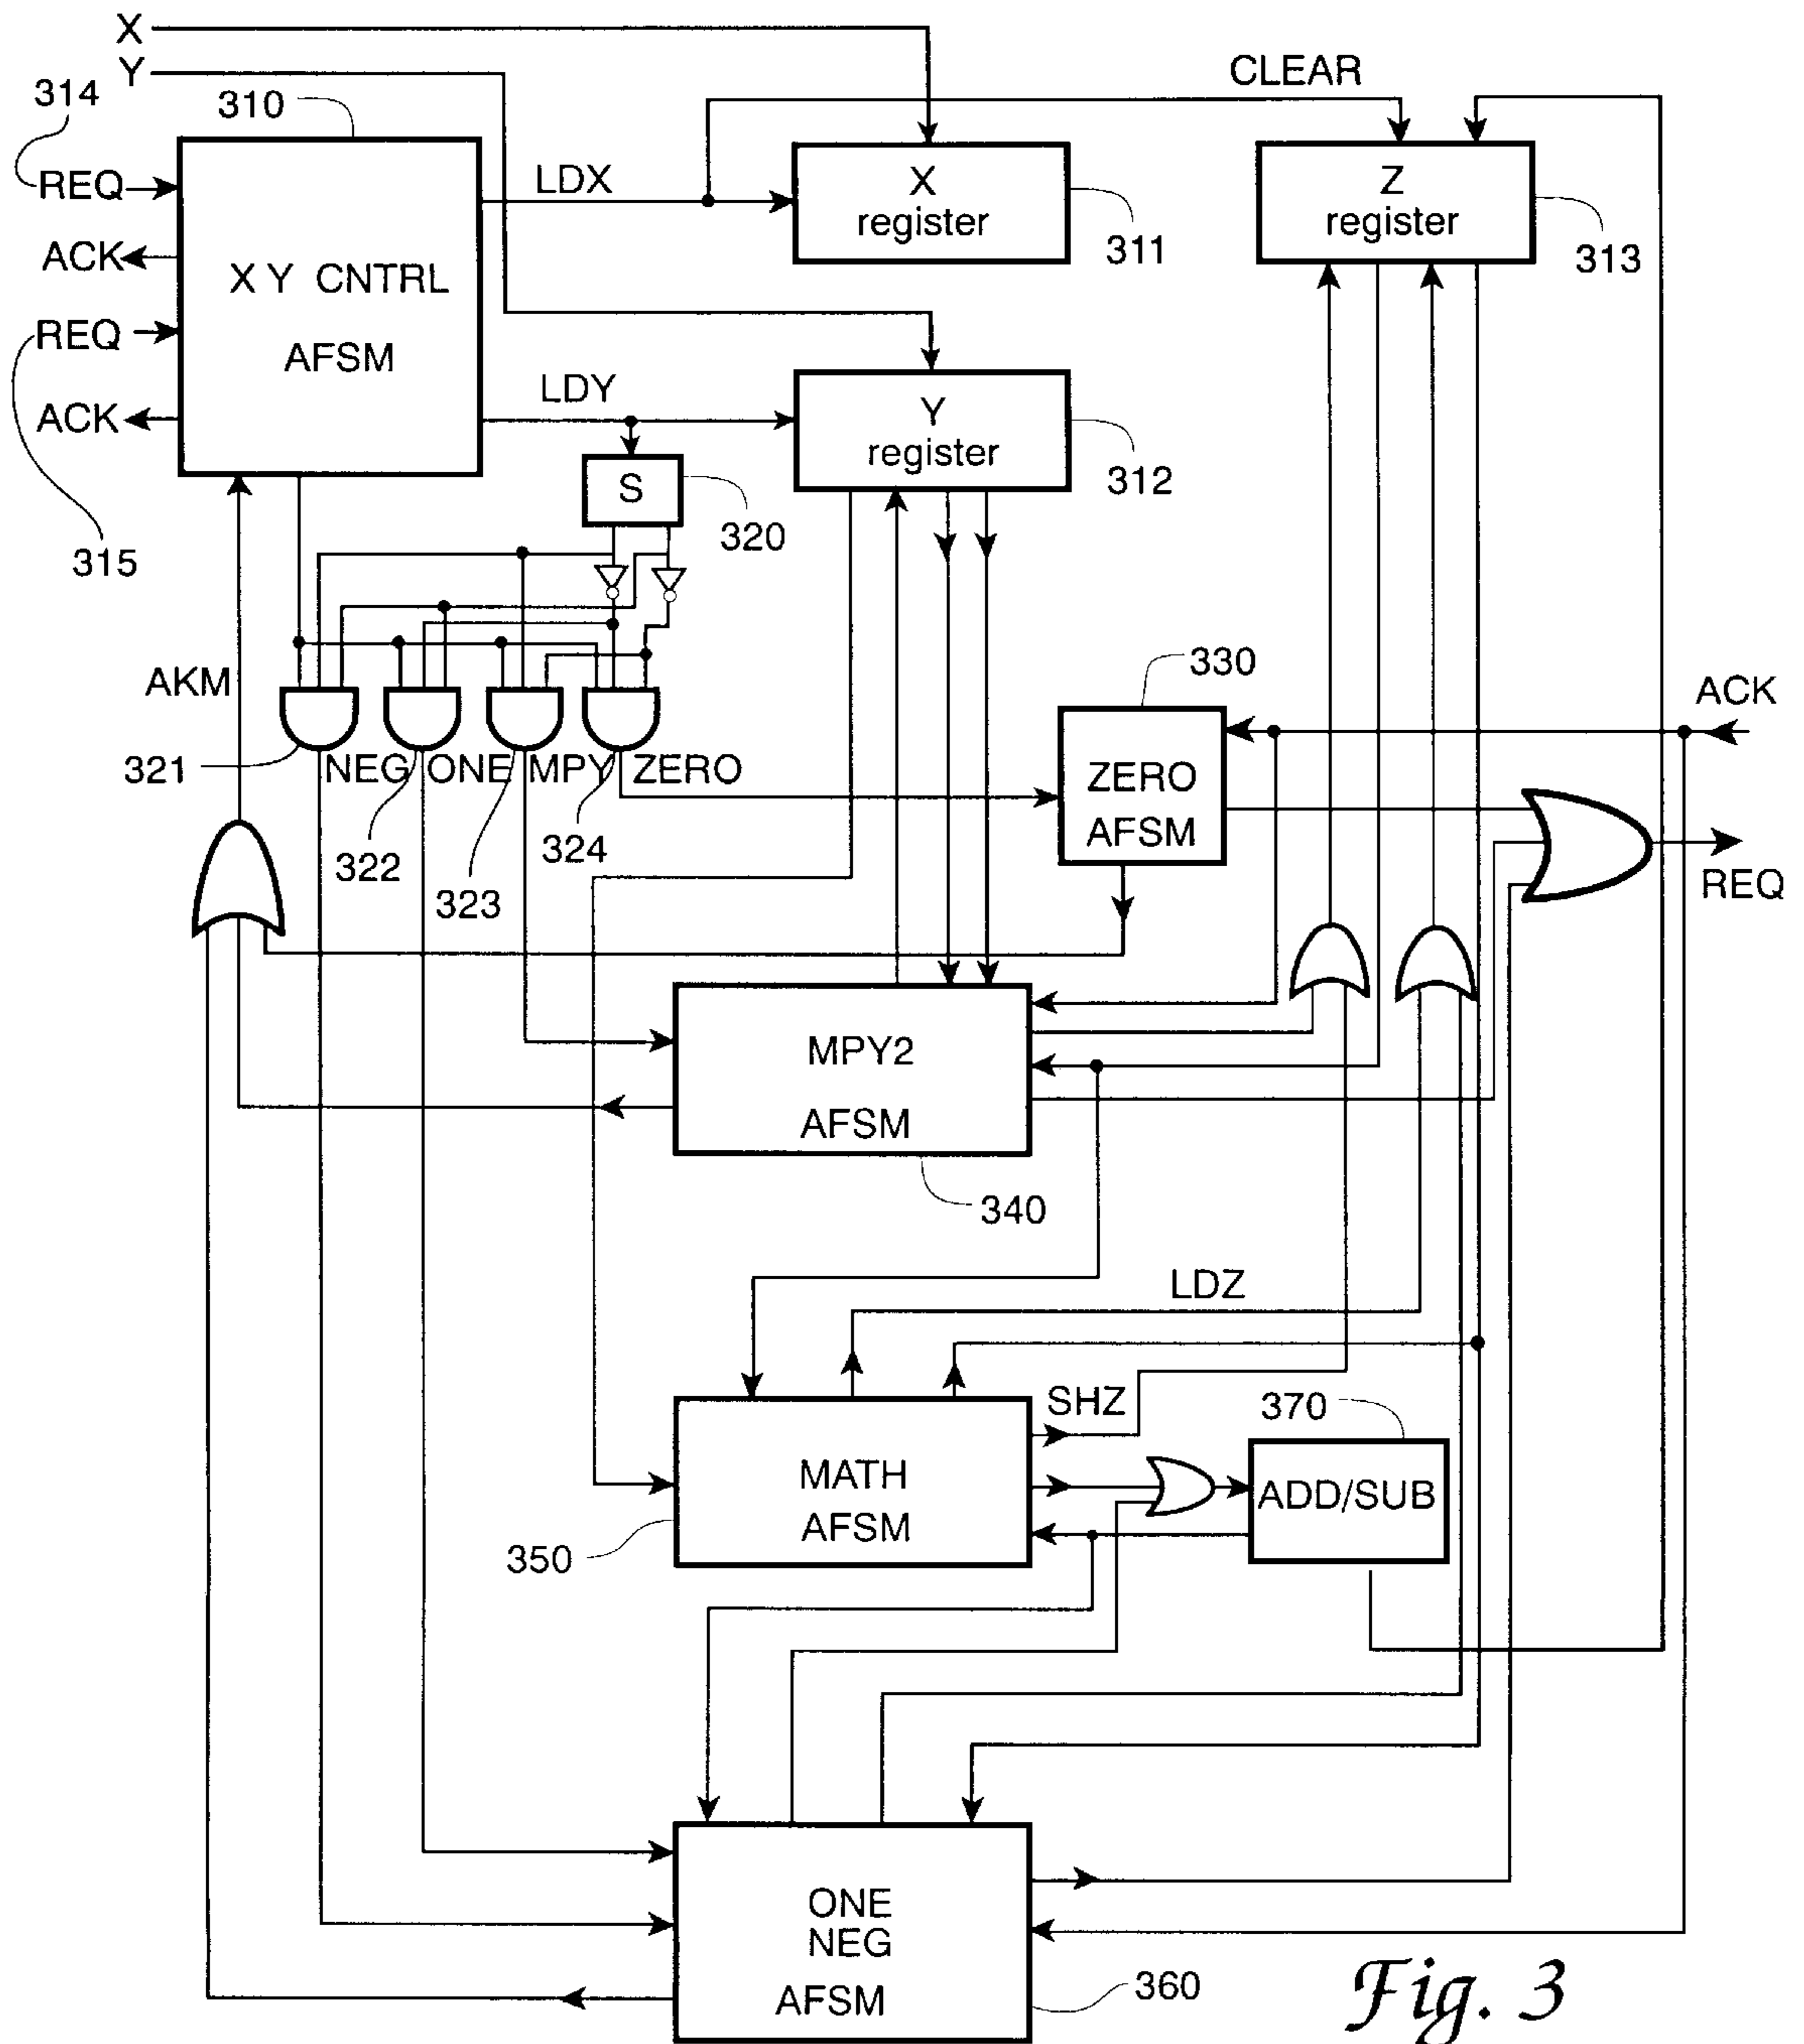 X
Y
CLEAR
314
310
REQ
LDX
X
register
Z
register
311
313
ACK
X Y CNTRL
AFSM
REQ
ACK
LDY
Y
register
312
S
320
315
AKM
330
ACK
321
NEG
ONE
MPY
ZERO
322
323
324
ZERO
AFSM
REQ
MPY2
AFSM
340
LDZ
SHZ
370
MATH
AFSM
ADD/SUB
350
ONE
NEG
AFSM
360
Fig. 3